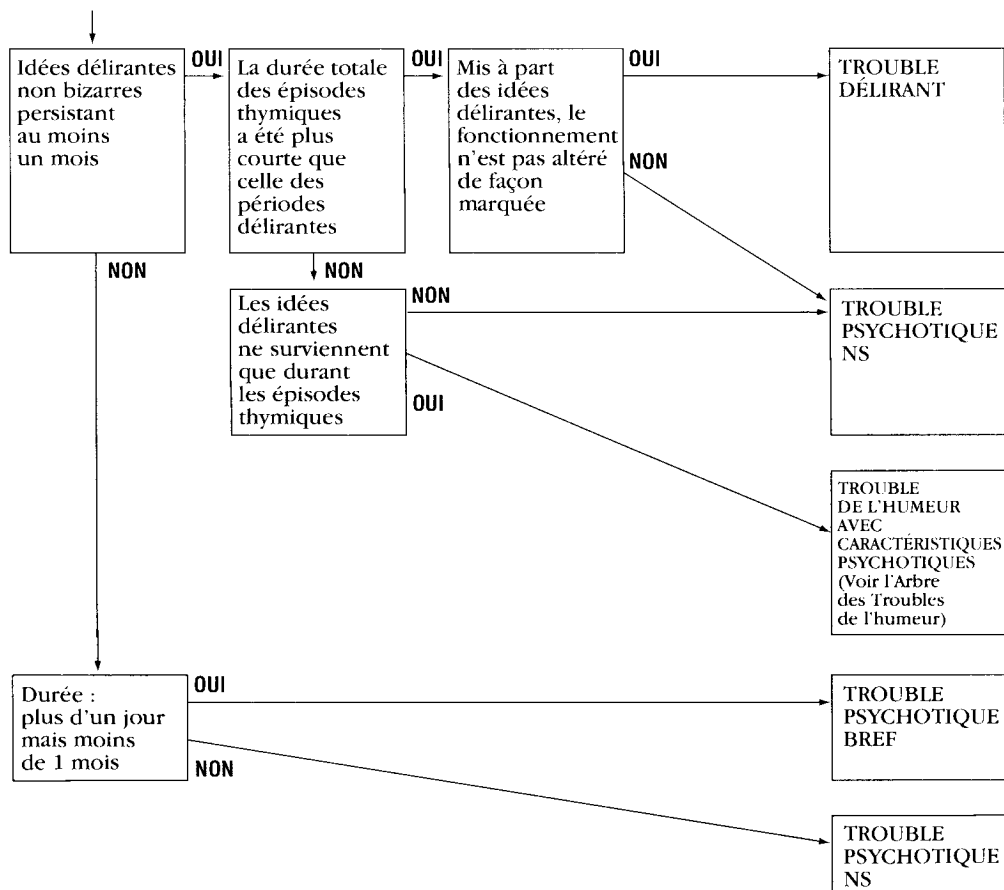 Idées délirantes
non bizarres
persistant
au moins
un mois
OUI
La durée totale
des épisodes
thymiques
a été plus
courte que
celle des
périodes
délirantes
OUI
Mis à part
des idées
délirantes, le
fonctionnement
n'est pas altéré
de façon
marquée
OUI
TROUBLE
DÉLIRANT
NON
NON
NON
Les idées
délirantes
ne surviennent
que durant
les épisodes
thymiques
NON
OUI
TROUBLE
PSYCHOTIQUE
NS
TROUBLE
DE L'HUMEUR
AVEC
CARACTÉRISTIQUES
PSYCHOTIQUES
(Voir l'Arbre
des Troubles
de l'humeur)
Durée :
plus d'un jour
mais moins
de 1 mois
OUI
NON
TROUBLE
PSYCHOTIQUE
BREF
TROUBLE
PSYCHOTIQUE
NS